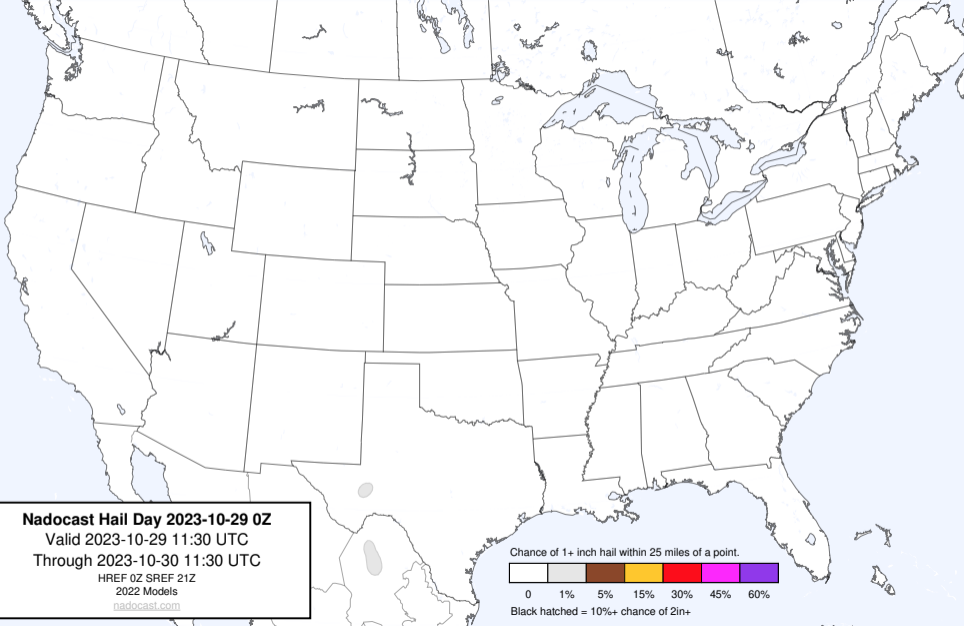 Nadocast Hail Day 2023-10-29 0Z
Valid 2023-10-29 11:30 UTC
Through 2023-10-30 11:30 UTC
HREF 0Z SREF 21Z
2022 Models
nadocast.com
Chance of 1+ inch hail within 25 miles of a point.
0 1% 5% 15% 30% 45% 60%
Black hatched = 10%+ chance of 2in+